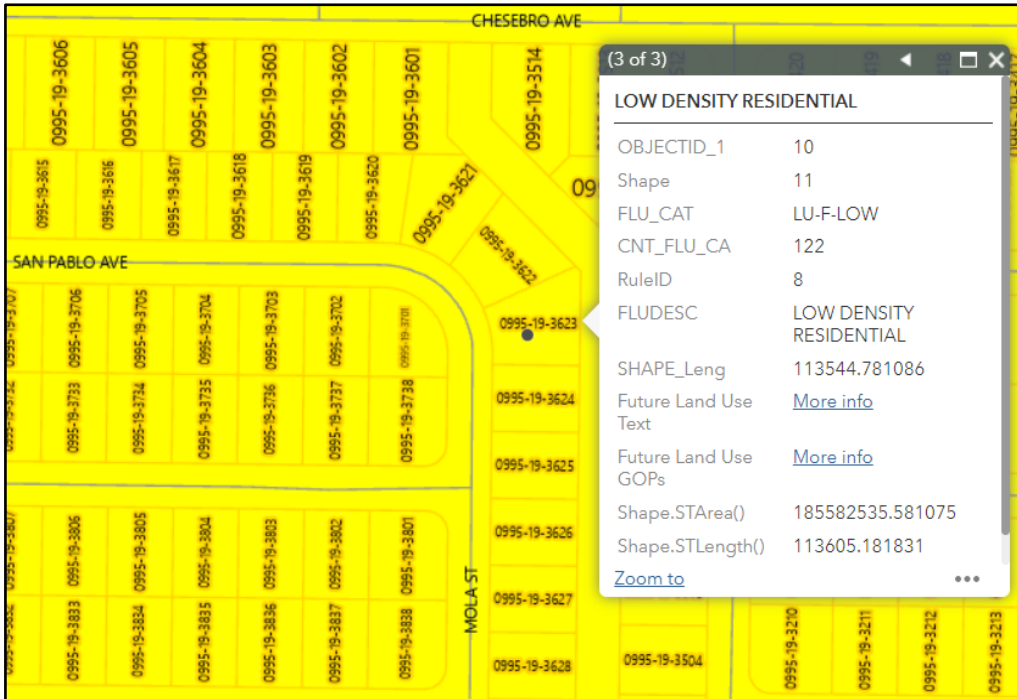 CHESEBRO AVE
0995-19-3606
0995-19-3605
0995-19-3604
0995-19-3603
0995-19-3602
0995-19-3601
0995-19-3514
0995-19-3615
0995-19-3616
0995-19-3617
0995-19-3618
0995-19-3619
0995-19-3620
0995-19-3621
0995-19-3622
09
SAN PABLO AVE
0995-19-3706
0995-19-3705
0995-19-3704
0995-19-3703
0995-19-3702
0995-19-3701
0995-19-3623
0995-19-3733
0995-19-3734
0995-19-3735
0995-19-3736
0995-19-3737
0995-19-3738
0995-19-3624
0995-19-3625
0995-19-3806
0995-19-3805
0995-19-3804
0995-19-3803
0995-19-3802
0995-19-3801
0995-19-3626
MOLA ST
0995-19-3833
0995-19-3834
0995-19-3835
0995-19-3836
0995-19-3837
0995-19-3838
0995-19-3627
0995-19-3628
0995-19-3504
0995-19-3210
0995-19-3211
0995-19-3212
0995-19-3213
(3 of 3)
LOW DENSITY RESIDENTIAL
OBJECTID_1 10
Shape 11
FLU_CAT LU-F-LOW
CNT_FLU_CA 122
RuleID 8
FLUDESC LOW DENSITY
RESIDENTIAL
SHAPE_Leng 113544.781086
Future Land Use More info
Text
Future Land Use More info
GOPs
Shape.STArea() 185582535.581075
Shape.STLength() 113605.181831
Zoom to